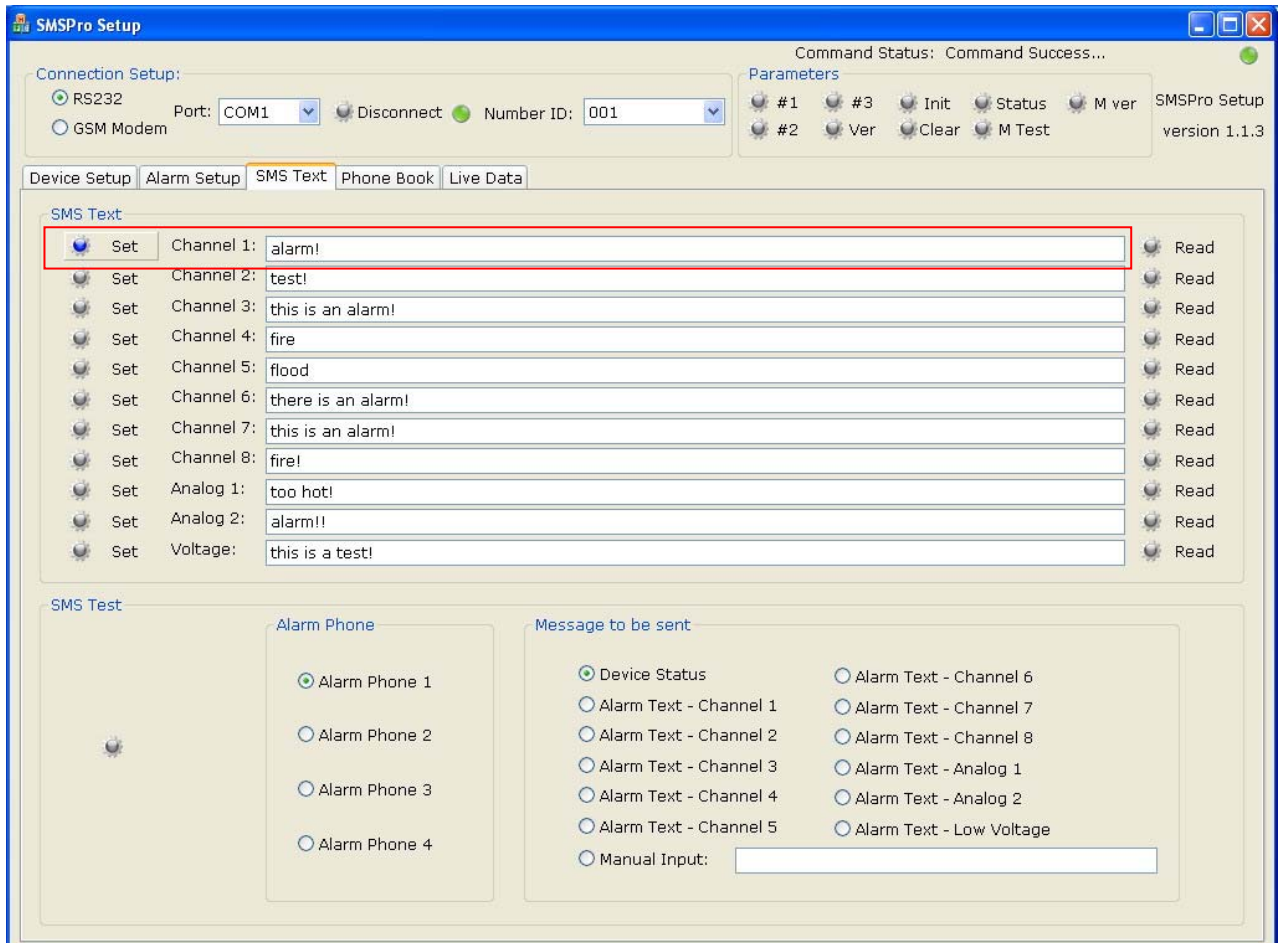 SMSPro Setup
Command Status: Command Success...
Connection Setup:
RS232
GSM Modem
Port: COM1
Disconnect
Number ID: 001
Parameters
#1 #3 Init Status M ver
#2 Ver Clear M Test
SMSPro Setup
version 1.1.3
Device Setup Alarm Setup SMS Text Phone Book Live Data
SMS Text
Set Channel 1: alarm! Read
Set Channel 2: test! Read
Set Channel 3: this is an alarm! Read
Set Channel 4: fire Read
Set Channel 5: flood Read
Set Channel 6: there is an alarm! Read
Set Channel 7: this is an alarm! Read
Set Channel 8: fire! Read
Set Analog 1: too hot! Read
Set Analog 2: alarm!! Read
Set Voltage: this is a test! Read
SMS Test
Alarm Phone
Alarm Phone 1
Alarm Phone 2
Alarm Phone 3
Alarm Phone 4
Message to be sent
Device Status
Alarm Text - Channel 1
Alarm Text - Channel 2
Alarm Text - Channel 3
Alarm Text - Channel 4
Alarm Text - Channel 5
Manual Input:
Alarm Text - Channel 6
Alarm Text - Channel 7
Alarm Text - Channel 8
Alarm Text - Analog 1
Alarm Text - Analog 2
Alarm Text - Low Voltage